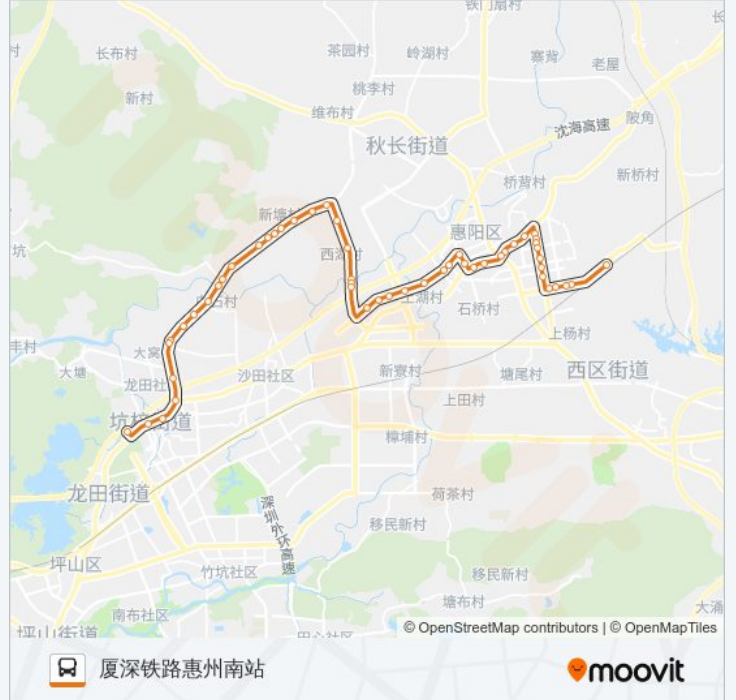 铁门扇村
村
长布村
茶园村
岭湖村
寨背
老屋
新村
桃李村
维布村
沈海高速
陂角
秋长街道
桥背村
新桥村
新塘村
惠阳区
坑
西湖村
石村
上湖村
石桥村
上杨村
丰村
大窝
大塘
龙田社
沙田社区
新寮村
塘尾村
西区街道
上田村
坑梓街道
樟埔村
龙田街道
荷茶村
深圳外环高速
移民新村
坪山区
竹坑社区
移民新村
塘布村
大涌
南布社区
坪山街道
田心社区
© OpenStreetMap contributors | © OpenMapTiles
厦深铁路惠州南站
moovit